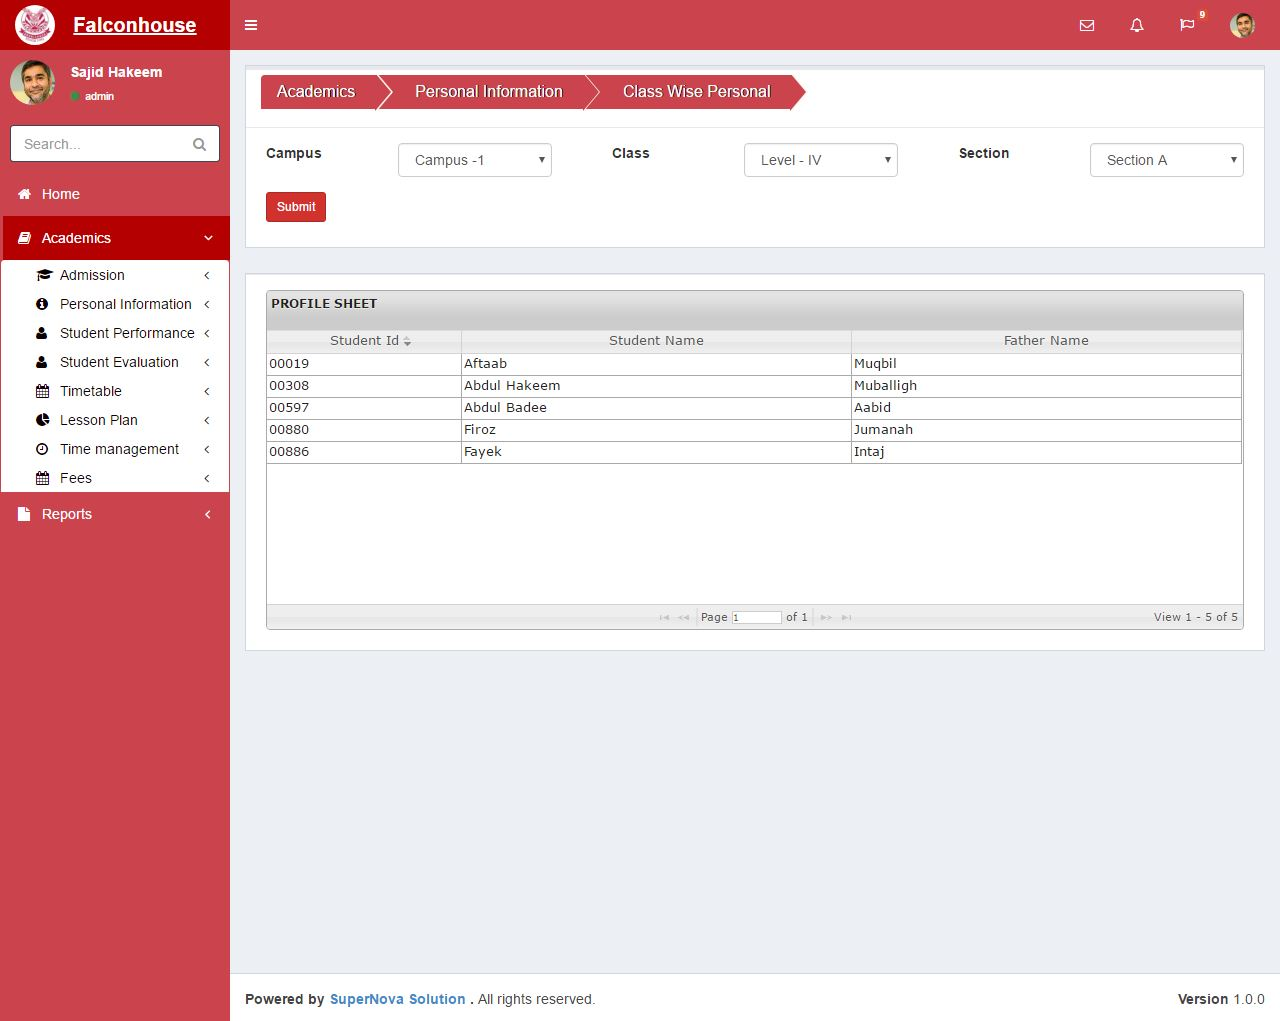 Falconhouse
9
Sajid Hakeem
admin
Search...
Home
Academics
Admission
Personal Information
Student Performance
Student Evaluation
Timetable
Lesson Plan
Time management
Fees
Reports
Academics Personal Information Class Wise Personal
Campus Campus -1 Class Level - IV Section Section A
Submit
PROFILE SHEET
Student Id Student Name Father Name
00019 Aftaab Muqbil
00308 Abdul Hakeem Muballigh
00597 Abdul Badee Aabid
00880 Firoz Jumanah
00886 Fayek Intaj
Page 1 of 1 View 1 - 5 of 5
Powered by SuperNova Solution . All rights reserved. Version 1.0.0